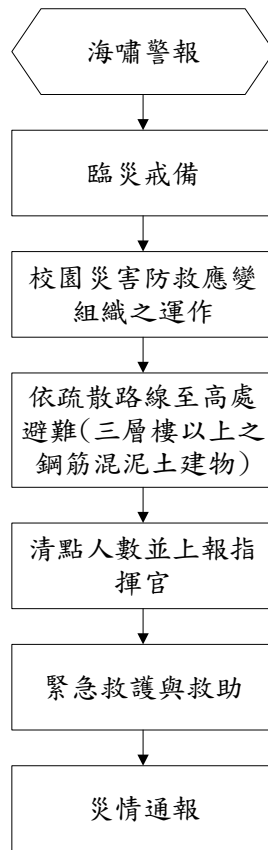 海嘯警報
臨災戒備
校園災害防救應變
組織之運作
依疏散路線至高處
避難(三層樓以上之
鋼筋混泥土建物)
清點人數並上報指
揮官
緊急救護與救助
災情通報